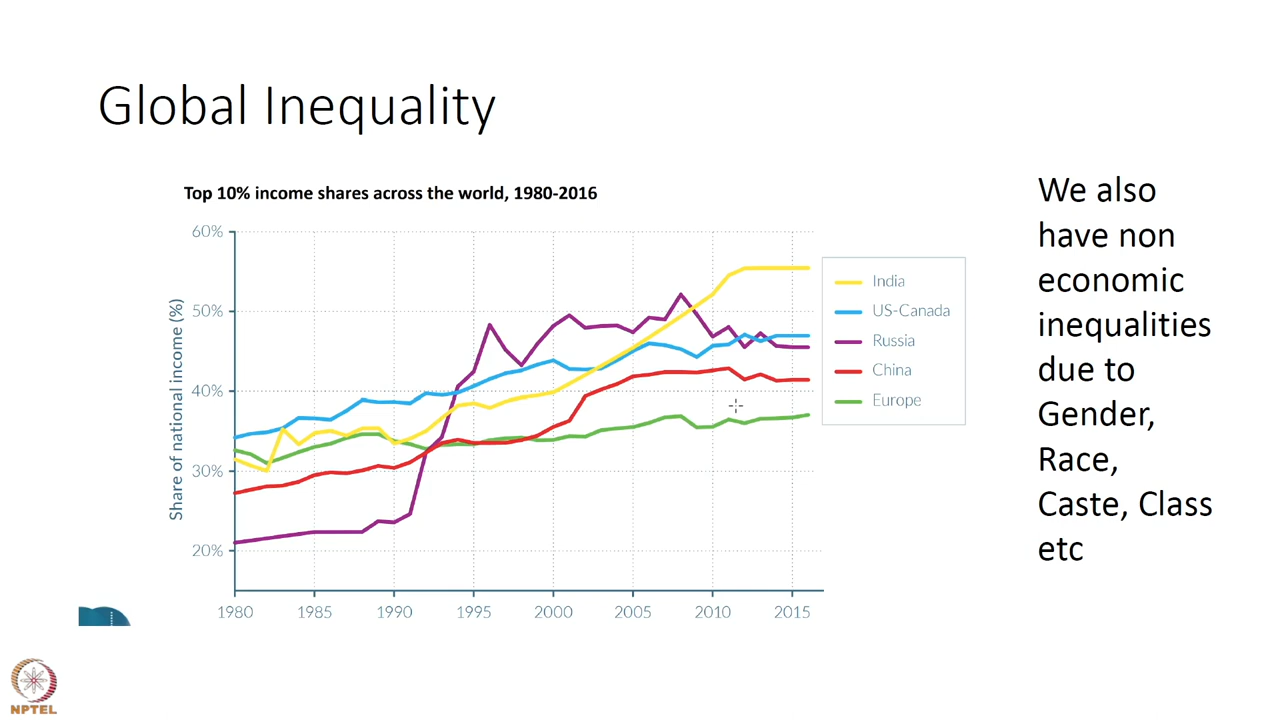 Global Inequality
Top 10% income shares across the world, 1980-2016
Share of national income (%)
60%
50%
40%
30%
20%
1980 1985 1990 1995 2000 2005 2010 2015
India
US-Canada
Russia
China
Europe
We also
have non
economic
inequalities
due to
Gender,
Race,
Caste, Class
etc
NPTEL